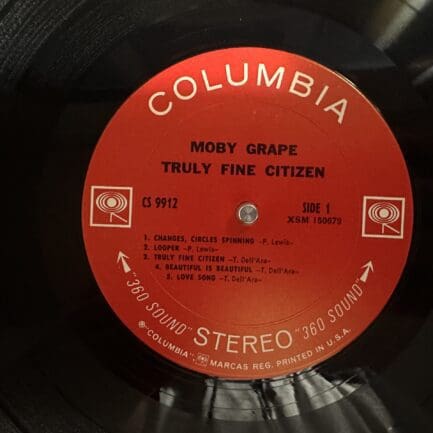 COLUMBIA
MOBY GRAPE
TRULY FINE CITIZEN
CS 9912
SIDE 1
XSM 150679
1. CHANGES, CIRCLES SPINNING -P. Lewis-
2. LOOPER -P. Lewis-
3. TRULY FINE CITIZEN -T. Dell'Ara-
4. BEAUTIFUL IS BEAUTIFUL -T. Dell'Ara-
5. LOVE SONG -T. Dell'Ara-
"360 SOUND" STEREO "360 SOUND"
℗ "COLUMBIA", MARCAS REG. PRINTED IN U.S.A.